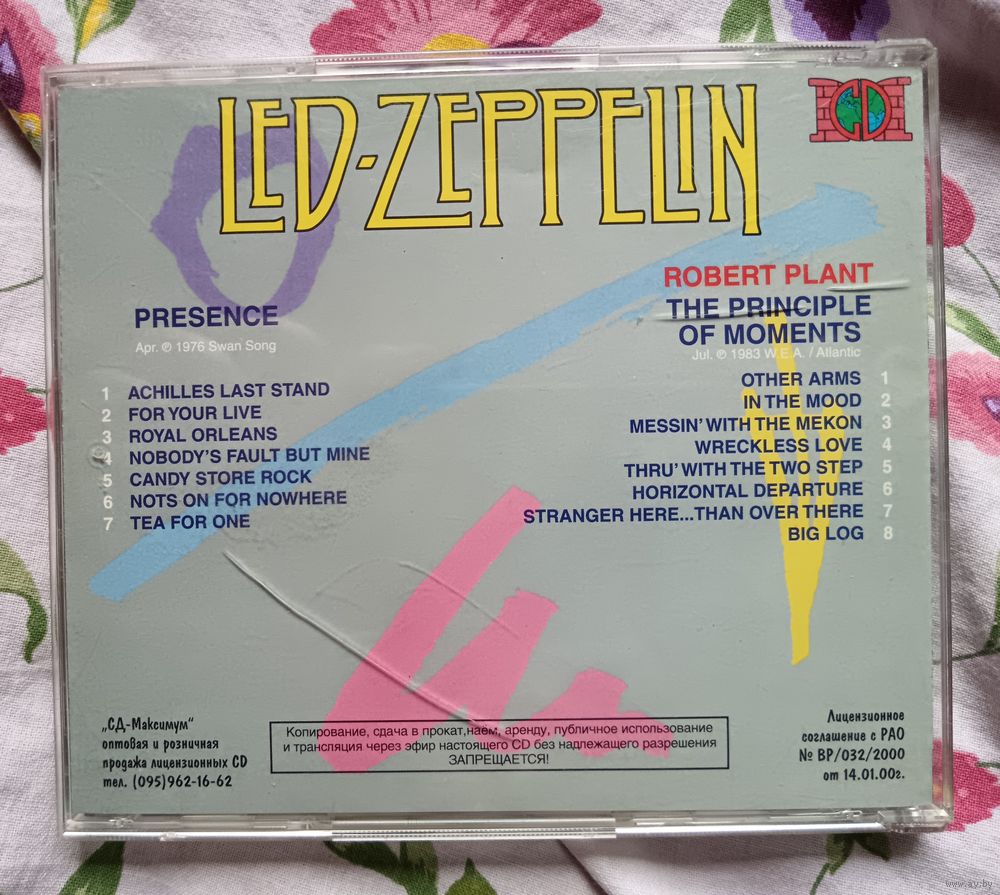 LED-ZEPPELIN
CD
PRESENCE
Apr. ℗ 1976 Swan Song
1 ACHILLES LAST STAND
2 FOR YOUR LIVE
3 ROYAL ORLEANS
4 NOBODY'S FAULT BUT MINE
5 CANDY STORE ROCK
6 NOTS ON FOR NOWHERE
7 TEA FOR ONE
ROBERT PLANT
THE PRINCIPLE
OF MOMENTS
Jul. ℗ 1983 W.E.A. / Atlantic
OTHER ARMS 1
IN THE MOOD 2
MESSIN' WITH THE MEKON 3
WRECKLESS LOVE 4
THRU' WITH THE TWO STEP 5
HORIZONTAL DEPARTURE 6
STRANGER HERE...THAN OVER THERE 7
BIG LOG 8
„СД-Максимум“
оптовая и розничная
продажа лицензионных CD
тел. (095)962-16-62
Копирование, сдача в прокат,наём, аренду, публичное использование
и трансляция через эфир настоящего CD без надлежащего разрешения
ЗАПРЕЩАЕТСЯ!
Лицензионное
соглашение с РАО
№ ВР/032/2000
от 14.01.00г.
www.ay.by